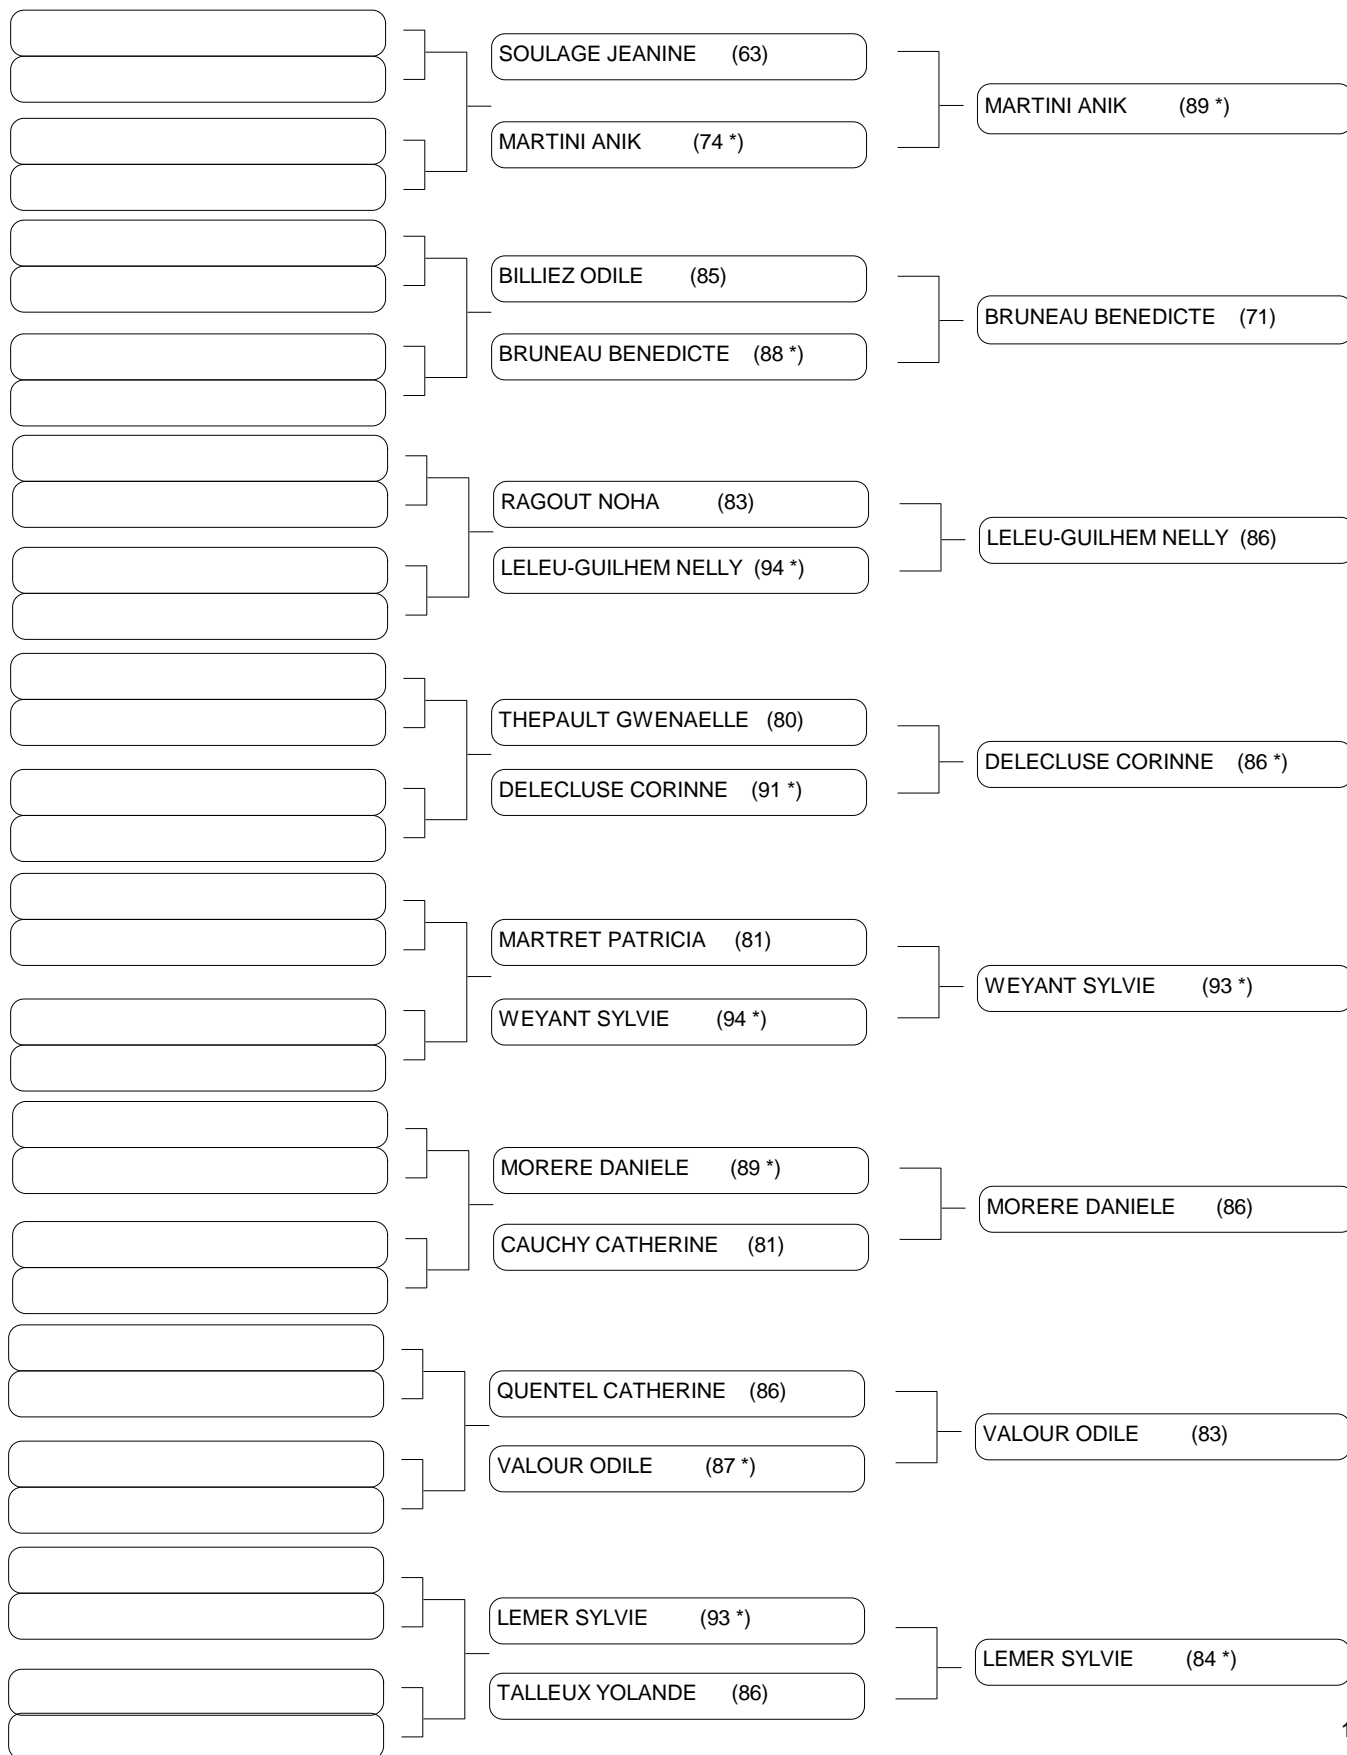 SOULAGE JEANINE (63)
MARTINI ANIK (89 *)
MARTINI ANIK (74 *)
BILLIEZ ODILE (85)
BRUNEAU BENEDICTE (71)
BRUNEAU BENEDICTE (88 *)
RAGOUT NOHA (83)
LELEU-GUILHEM NELLY (86)
LELEU-GUILHEM NELLY (94 *)
THEPAULT GWENAELLE (80)
DELECLUSE CORINNE (86 *)
DELECLUSE CORINNE (91 *)
MARTRET PATRICIA (81)
WEYANT SYLVIE (93 *)
WEYANT SYLVIE (94 *)
MORERE DANIELE (89 *)
MORERE DANIELE (86)
CAUCHY CATHERINE (81)
QUENTEL CATHERINE (86)
VALOUR ODILE (83)
VALOUR ODILE (87 *)
LEMER SYLVIE (93 *)
LEMER SYLVIE (84 *)
TALLEUX YOLANDE (86)